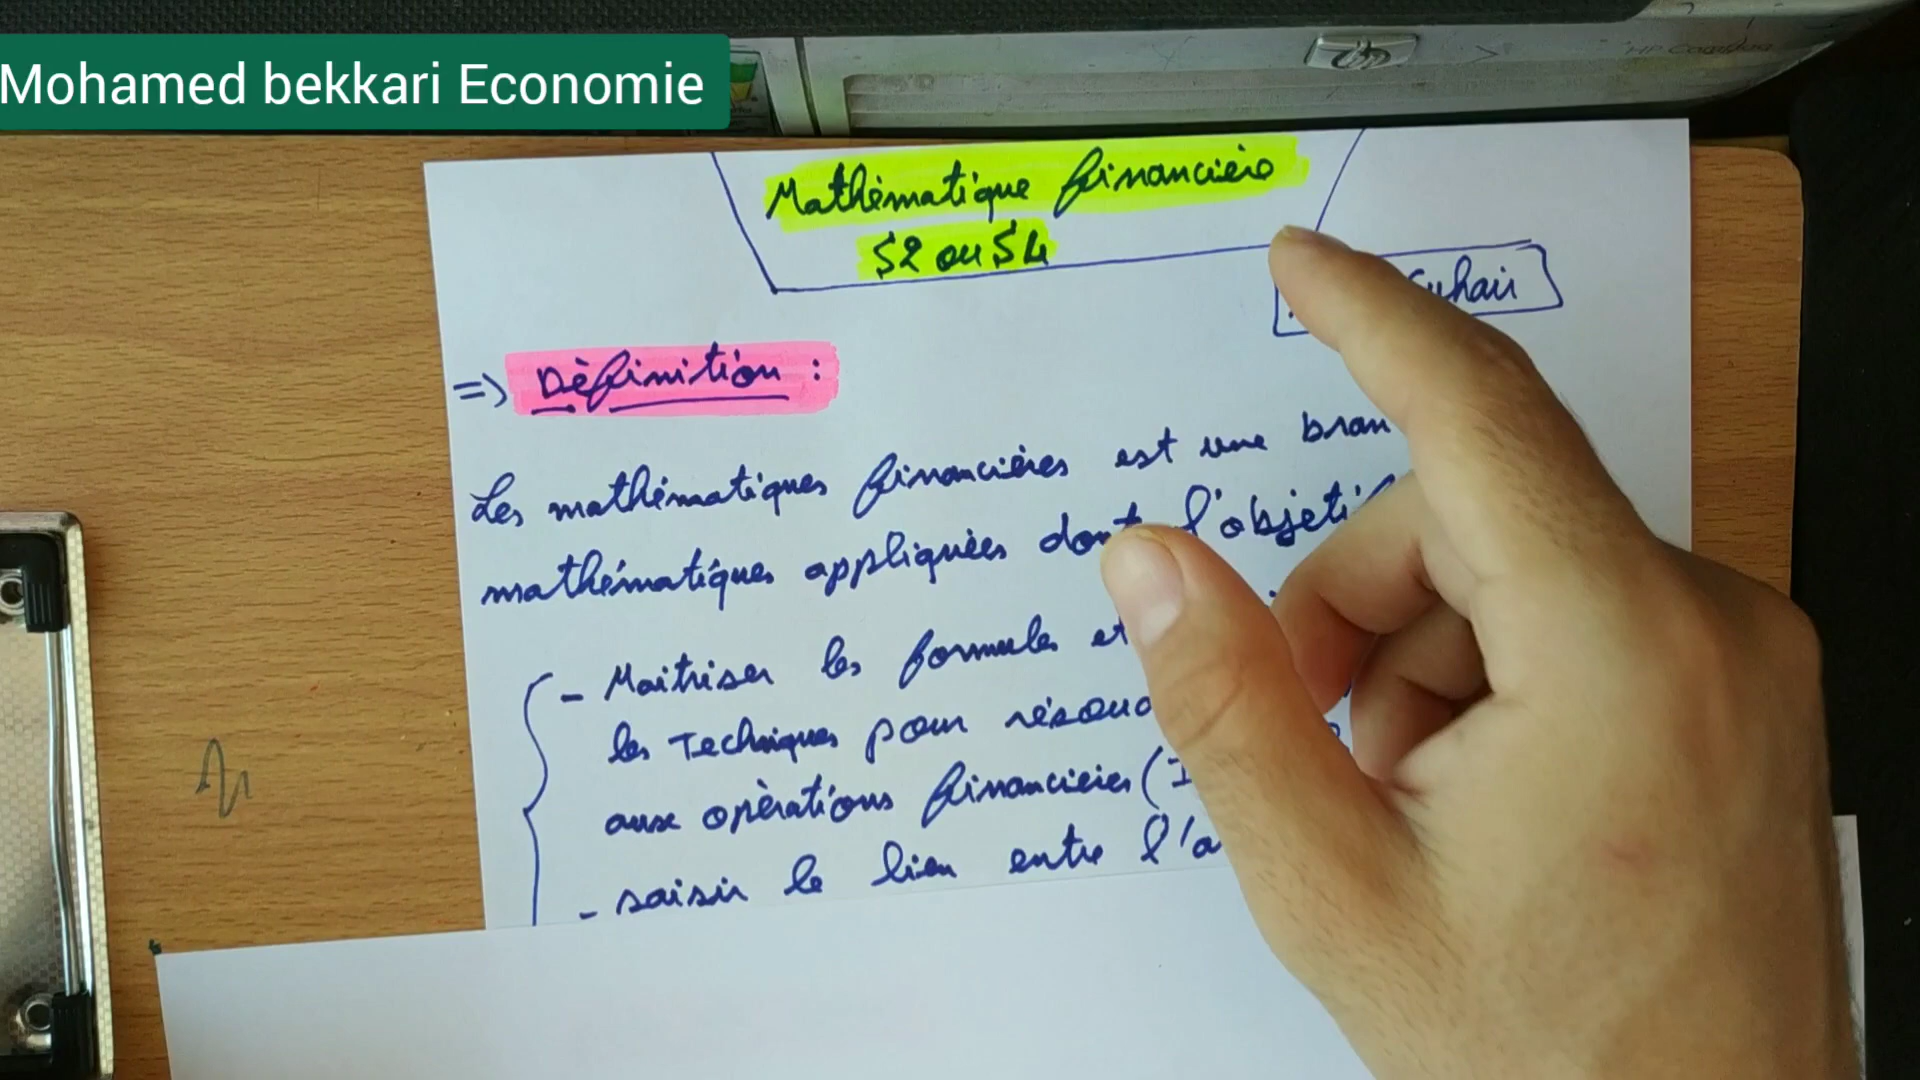 Mohamed bekkari Economie
Mathématique financière
S2 ou S4
=> Définition :
Les mathématiques financières est une bran
mathématiques appliquées dont l'objeti
- Maitriser les formules et
les Techniques pour résoud
aux opérations financières (I
- saisir le lien entre l'a